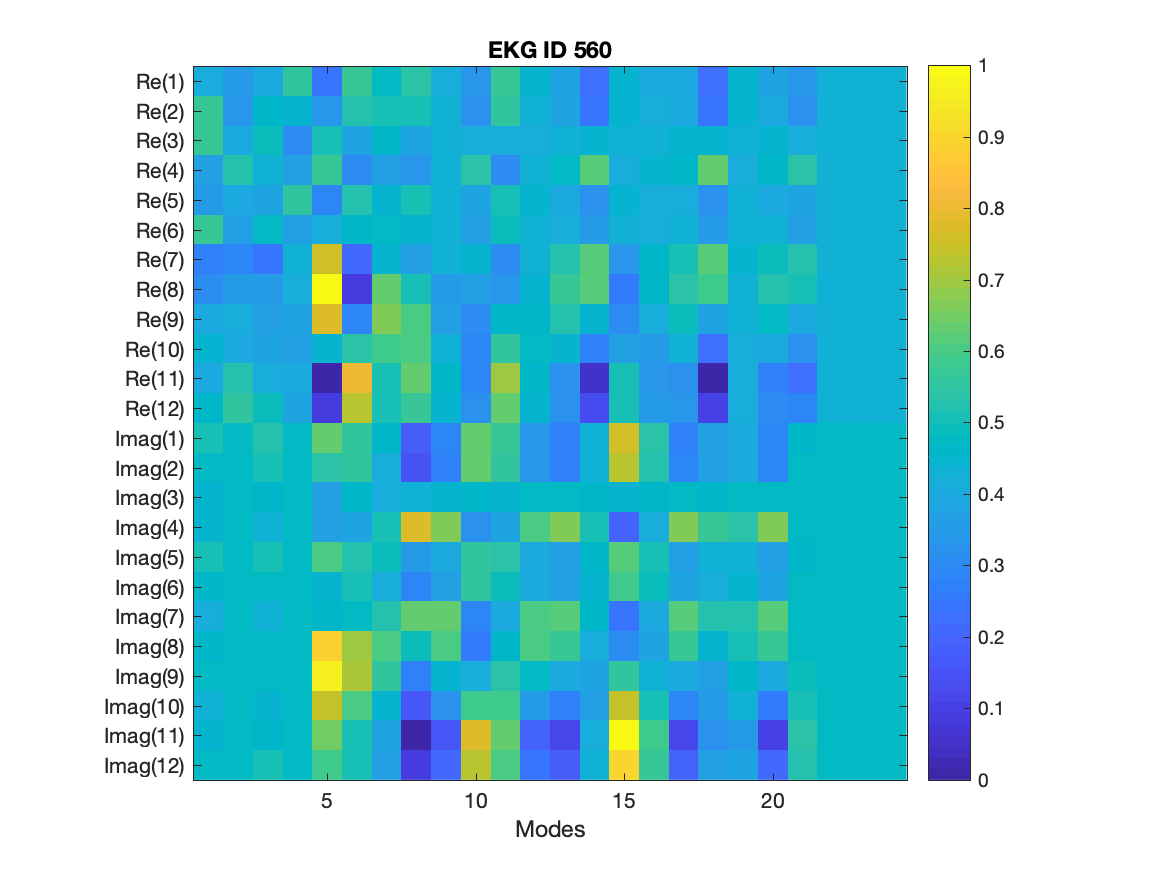 EKG ID 560
Re(1)
Re(2)
Re(3)
Re(4)
Re(5)
Re(6)
Re(7)
Re(8)
Re(9)
Re(10)
Re(11)
Re(12)
Imag(1)
Imag(2)
Imag(3)
Imag(4)
Imag(5)
Imag(6)
Imag(7)
Imag(8)
Imag(9)
Imag(10)
Imag(11)
Imag(12)
5 10 15 20
Modes
1
0.9
0.8
0.7
0.6
0.5
0.4
0.3
0.2
0.1
0